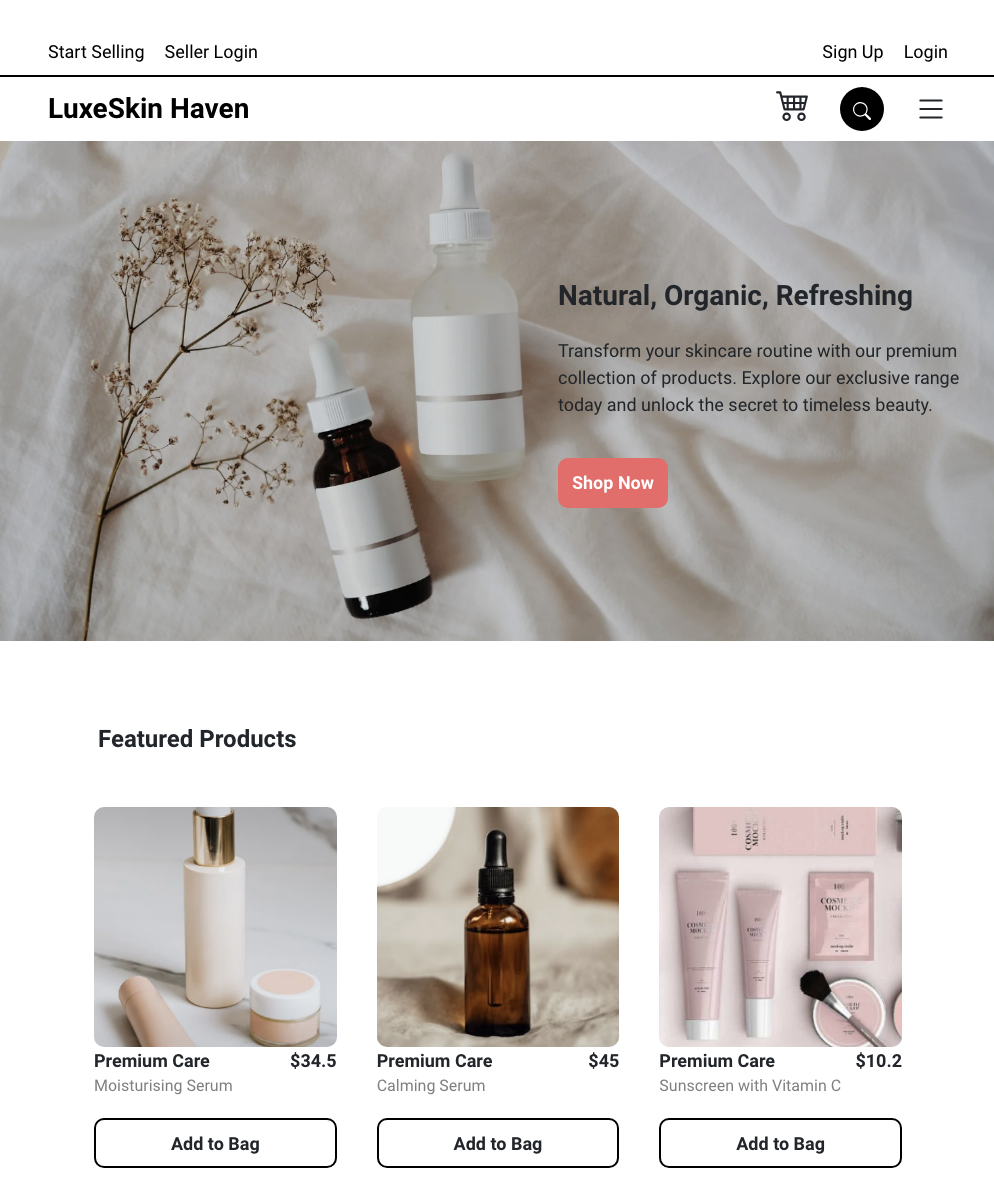 Start Selling Seller Login Sign Up Login
LuxeSkin Haven
Natural, Organic, Refreshing
Transform your skincare routine with our premium
collection of products. Explore our exclusive range
today and unlock the secret to timeless beauty.
Shop Now
Featured Products
Premium Care $34.5
Moisturising Serum
Premium Care $45
Calming Serum
Premium Care $10.2
Sunscreen with Vitamin C
Add to Bag
Add to Bag
Add to Bag